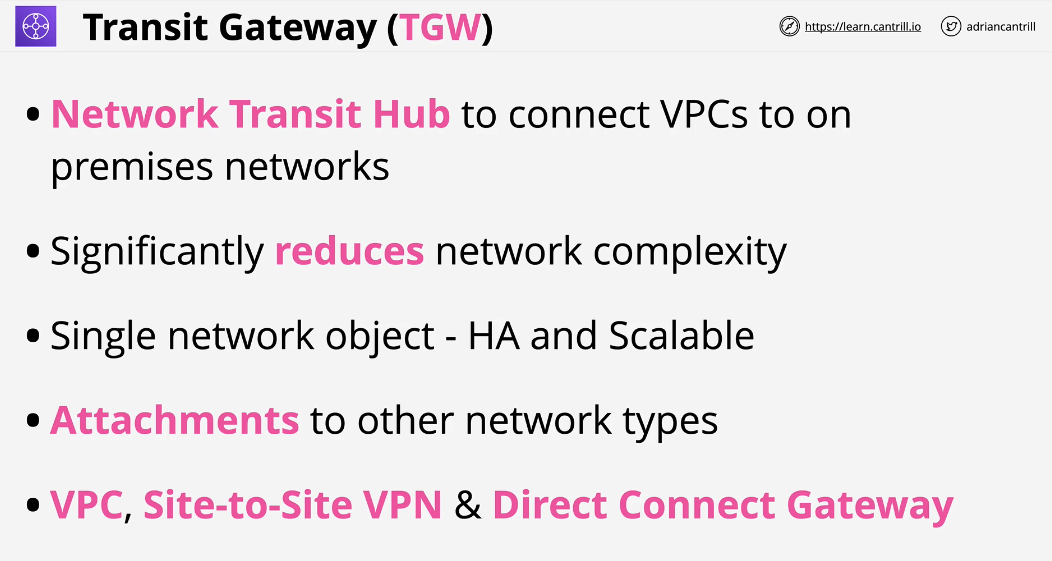 Transit Gateway (TGW)
https://learn.cantrill.io
adriancantrill
• Network Transit Hub to connect VPCs to on
premises networks
• Significantly reduces network complexity
• Single network object - HA and Scalable
• Attachments to other network types
• VPC, Site-to-Site VPN & Direct Connect Gateway